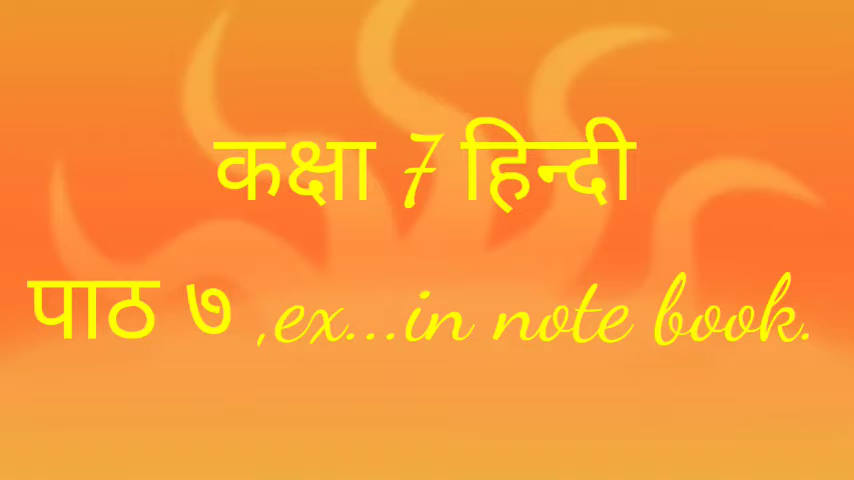 कक्षा 7 हिन्दी
पाठ ७ ,ex...in note book.